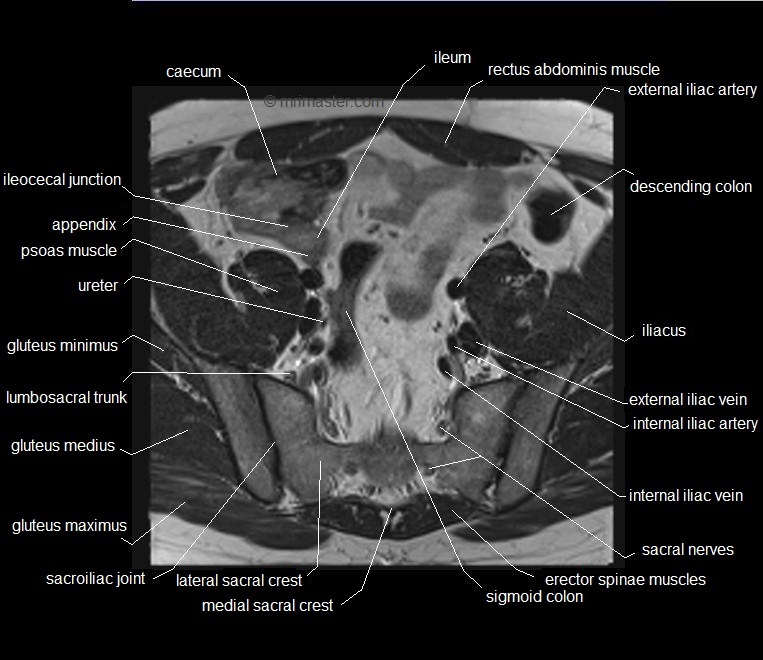 ileum
rectus abdominis muscle
caecum
external iliac artery
© mrimaster.com
ileocecal junction
descending colon
appendix
psoas muscle
ureter
iliacus
gluteus minimus
lumbosacral trunk
external iliac vein
internal iliac artery
gluteus medius
internal iliac vein
gluteus maximus
sacral nerves
sacroiliac joint
lateral sacral crest
erector spinae muscles
sigmoid colon
medial sacral crest